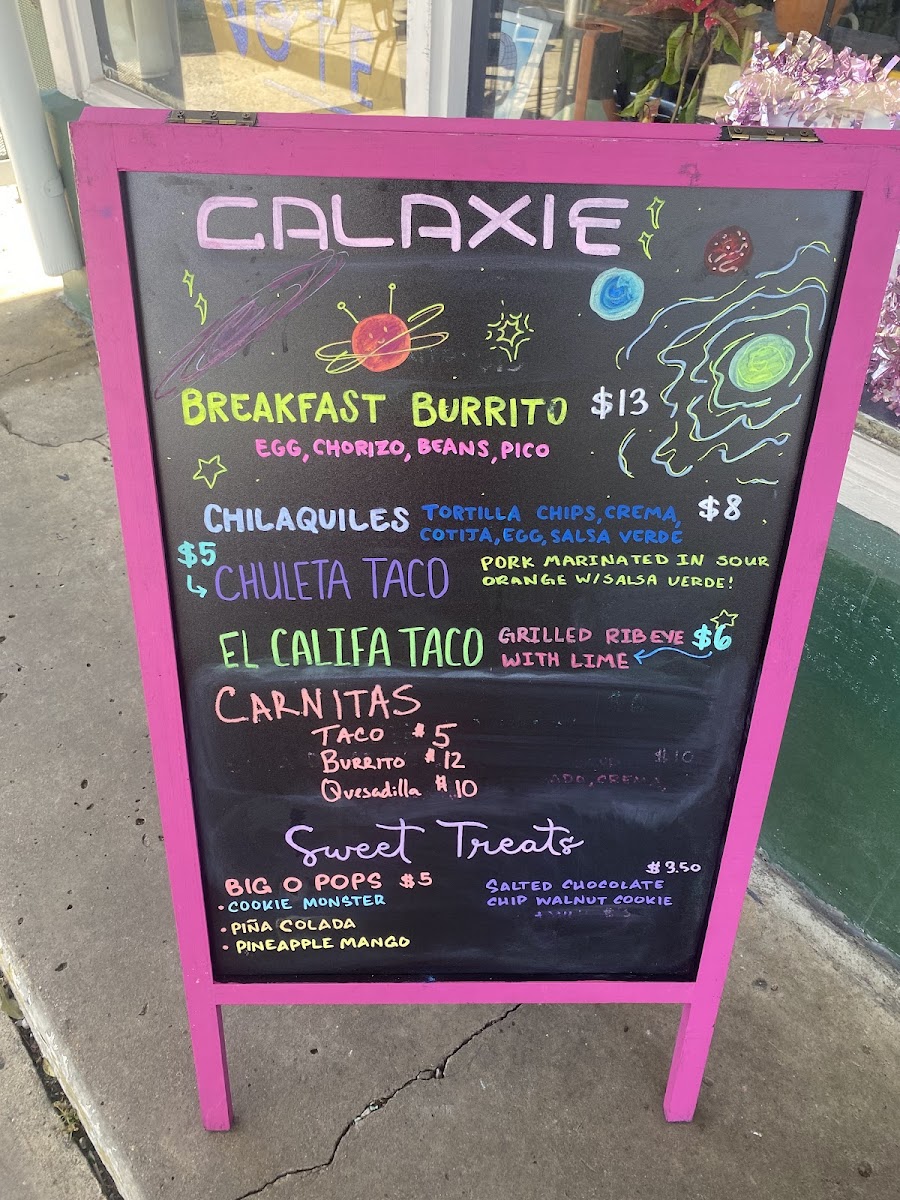 VOTE
GALAXIE
BREAKFAST BURRITO $13
EGG, CHORIZO, BEANS, PICO
CHILAQUILES TORTILLA CHIPS, CREMA, $8
COTIJA, EGG, SALSA VERDE
$5
CHULETA TACO PORK MARINATED IN SOUR
ORANGE W/SALSA VERDE!
EL CALIFA TACO GRILLED RIBEYE $6
WITH LIME
CARNITAS
TACO $5
BURRITO $12
Quesadilla $10
$10
CREMA
Sweet Treats
BIG O POPS $5
• COOKIE MONSTER
• PIÑA COLADA
• PINEAPPLE MANGO
$3.50
SALTED CHOCOLATE
CHIP WALNUT COOKIE